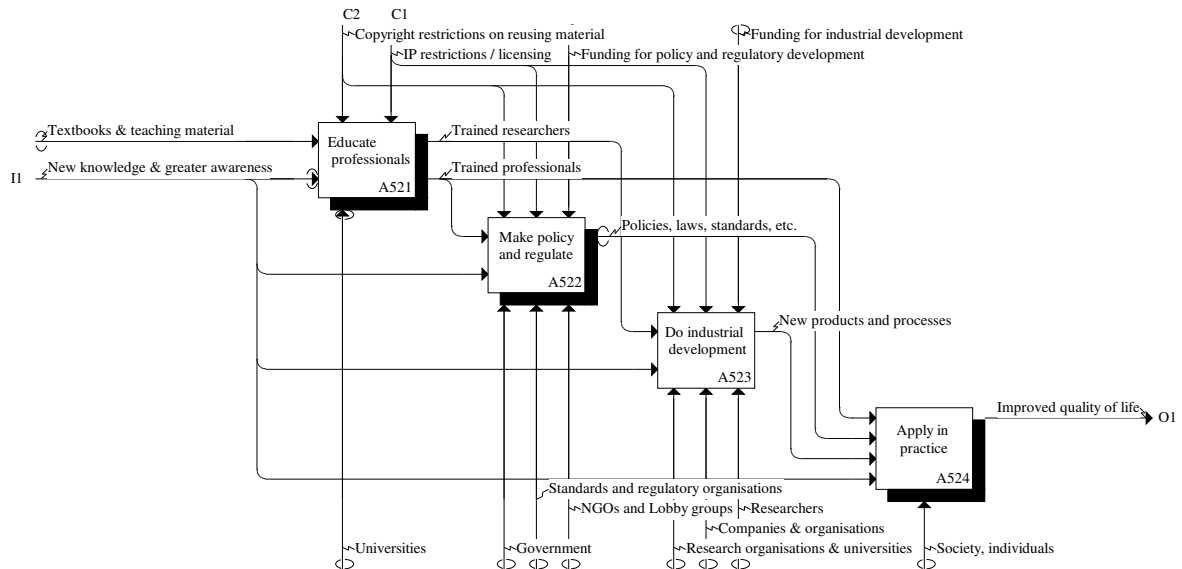 C2 C1
Copyright restrictions on reusing material
Funding for industrial development
IP restrictions / licensing
Funding for policy and regulatory development
Textbooks & teaching material
Trained researchers
Educate
professionals
A521
I1
New knowledge & greater awareness
Trained professionals
Policies, laws, standards, etc.
Make policy
and regulate
A522
New products and processes
Do industrial
development
A523
Improved quality of life
O1
Apply in
practice
A524
Standards and regulatory organisations
NGOs and Lobby groups
Researchers
Companies & organisations
Universities
Government
Research organisations & universities
Society, individuals